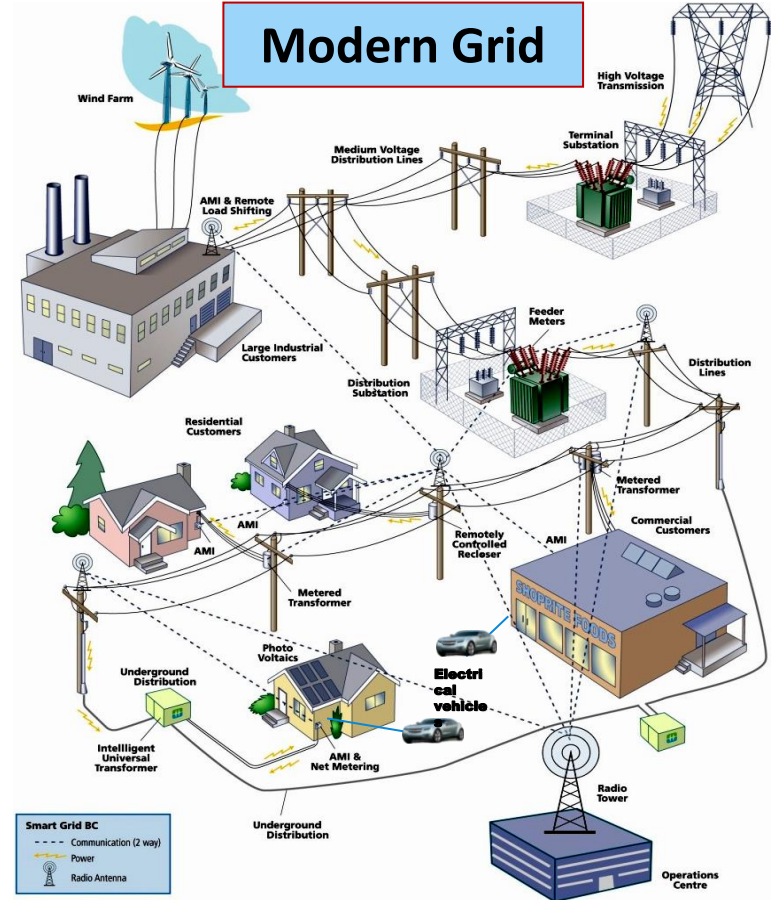 Modern Grid
High Voltage
Transmission
Wind Farm
Terminal
Substation
Medium Voltage
Distribution Lines
AMI & Remote
Load Shifting
Feeder
Meters
Large Industrial
Customers
Distribution
Lines
Distribution
Substation
Residential
Customers
Metered
Transformer
Commercial
Customers
AMI
Remotely
Controlled
Recloser
AMI
AMI
SHOPRITE FOODS
Metered
Transformer
Photo
Voltaics
Electri
cal
vehicle
Underground
Distribution
Intellligent
Universal
Transformer
AMI &
Net Metering
Radio
Tower
Underground
Distribution
Smart Grid BC
Communication (2 way)
Power
Radio Antenna
Operations
Centre